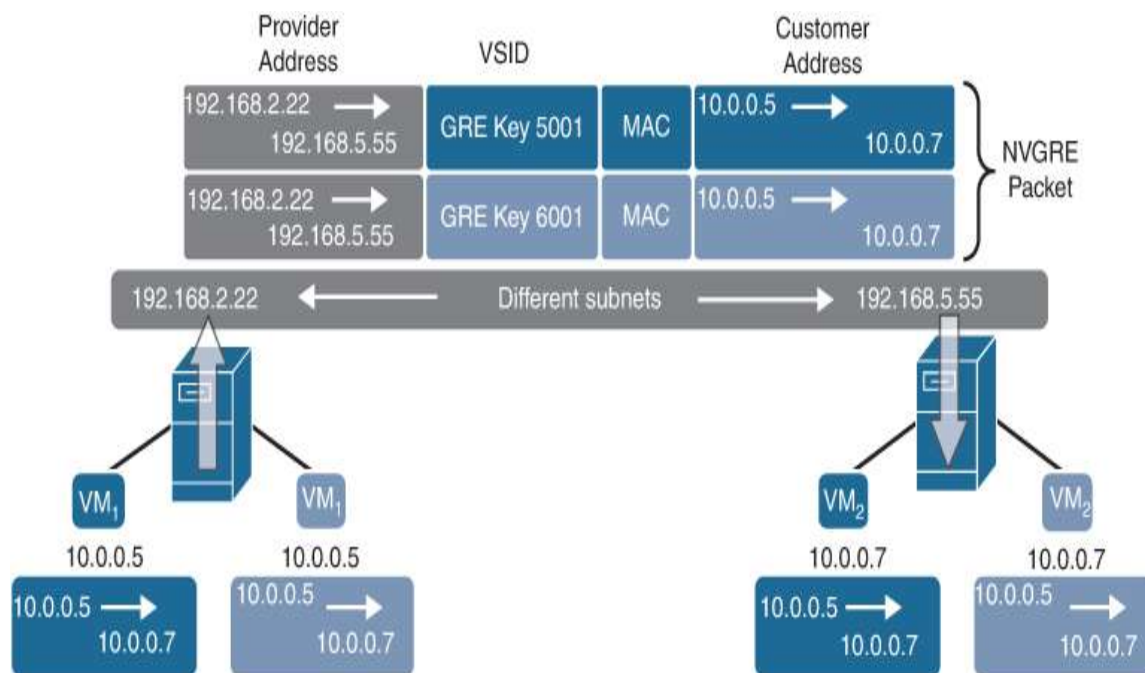 Provider
Address
VSID
Customer
Address
192.168.2.22
192.168.5.55
GRE Key 5001
MAC
10.0.0.5
10.0.0.7
192.168.2.22
192.168.5.55
GRE Key 6001
MAC
10.0.0.5
10.0.0.7
NVGRE
Packet
192.168.2.22
Different subnets
192.168.5.55
VM1
VM1
VM2
VM2
10.0.0.5
10.0.0.5
10.0.0.7
10.0.0.7
10.0.0.5
10.0.0.7
10.0.0.5
10.0.0.7
10.0.0.5
10.0.0.7
10.0.0.5
10.0.0.7